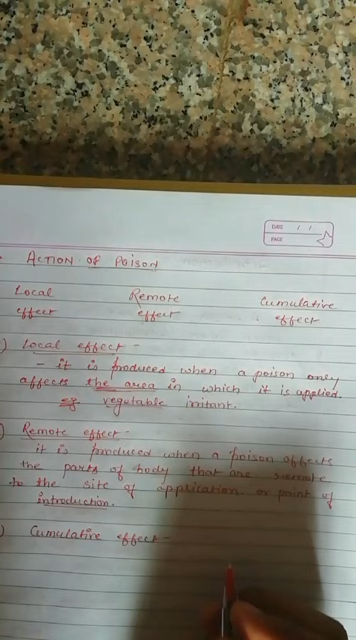 DATE / /
PAGE
ACTION OF POISON
Local Remote Cumulative
effect effect effect
) Local effect -
- it is produced when a poison only
affects the area in which it is applied.
eg vegetable irritant.
) Remote effect -
it is produced when a poison affects
the parts of body that are remote
to the site of application or point of
introduction.
) Cumulative effect -